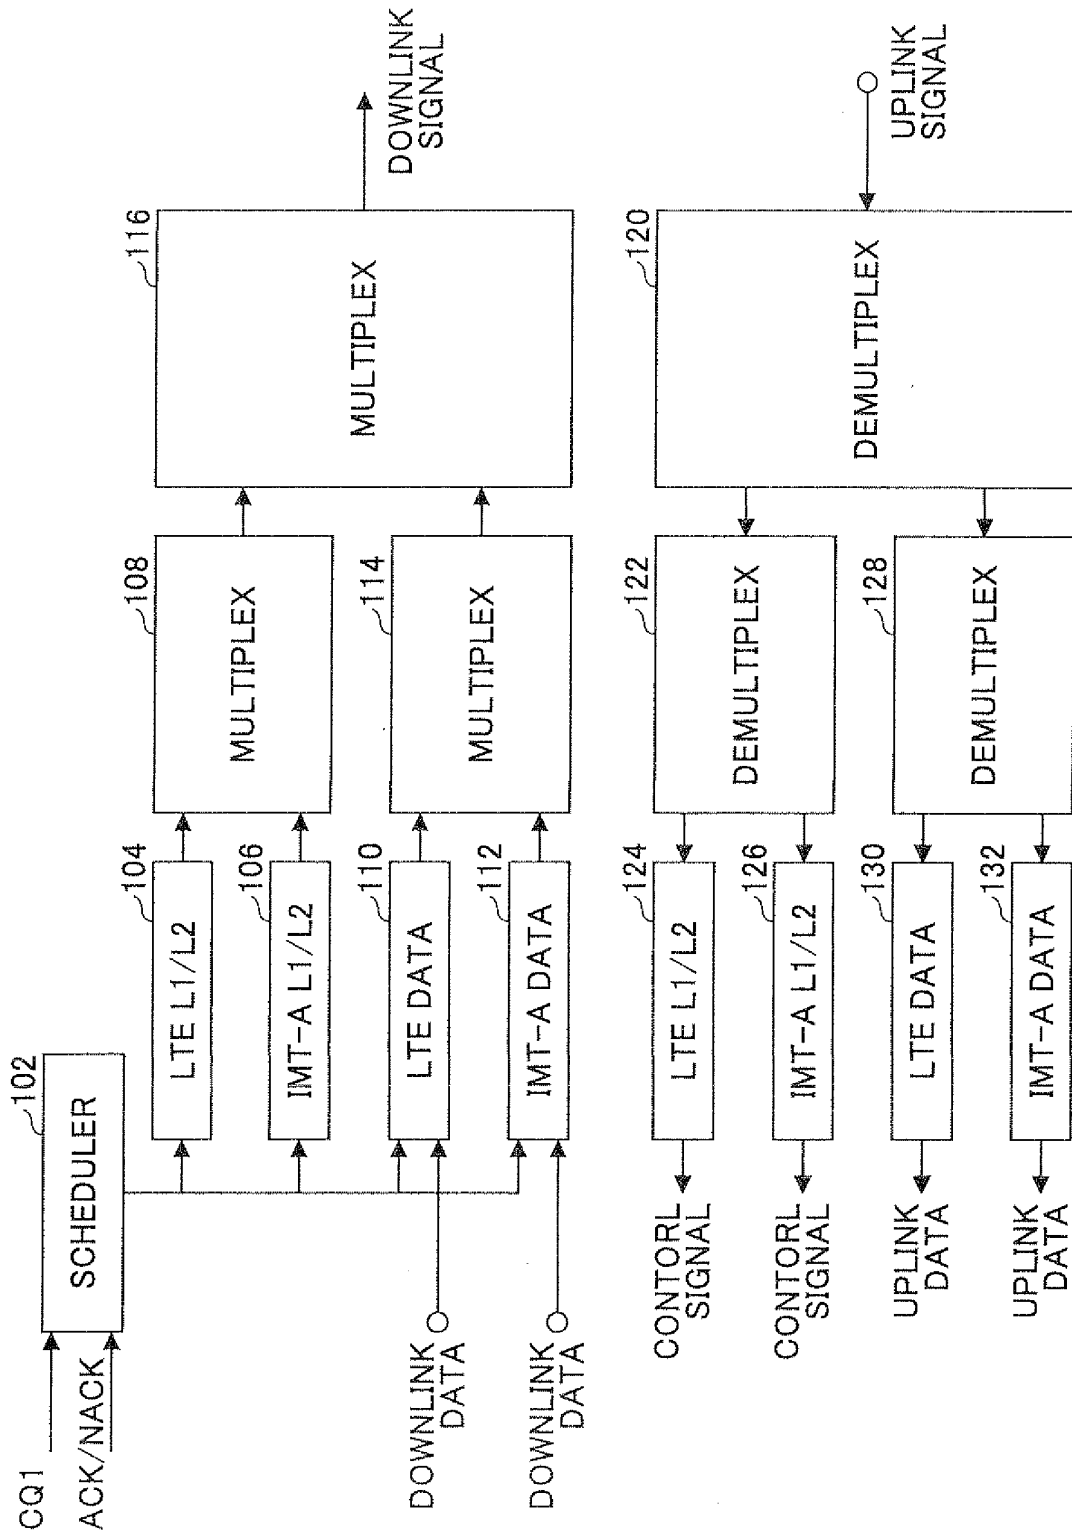 CQ1
ACK/NACK
102
SCHEDULER
104
LTE L1/L2
106
IMT-A L1/L2
110
LTE DATA
112
IMT-A DATA
DOWNLINK
DATA
DOWNLINK
DATA
108
MULTIPLEX
114
MULTIPLEX
116
MULTIPLEX
DOWNLINK
SIGNAL
UPLINK
SIGNAL
120
DEMULTIPLEX
122
DEMULTIPLEX
128
DEMULTIPLEX
124
LTE L1/L2
126
IMT-A L1/L2
130
LTE DATA
132
IMT-A DATA
CONTORL
SIGNAL
CONTORL
SIGNAL
UPLINK
DATA
UPLINK
DATA